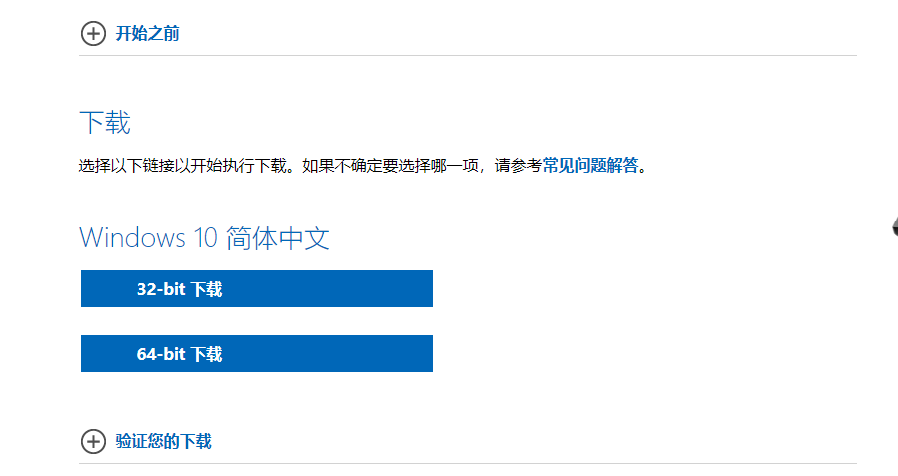 开始之前
下载
选择以下链接以开始执行下载。如果不确定要选择哪一项，请参考常见问题解答。
Windows 10 简体中文
32-bit 下载
64-bit 下载
验证您的下载